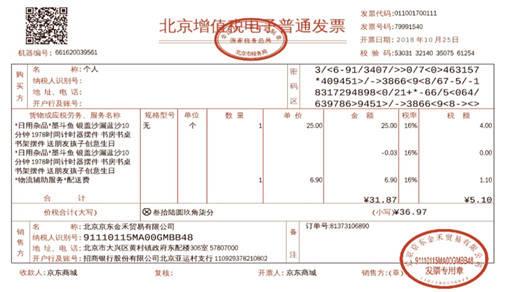 北京增值税电子普通发票
发票代码:011001700111
发票号码:79991540
开票日期:2018年10月25日
校 验 码:53031 32140 35075 61254
机器编号:661620039561
国家税务总局
北京市税务局
购买方
名 称:个人
纳税人识别号:
地 址、电 话:
开户行及账号:
密码区
3/<6-91/3407/>>0/7<0>463157
*409451>/->3866<9<8/67-5/-1
8317294898<0/21+*-66/5<064/
639786>9451>/->3866<9<8-><>
货物或应税劳务、服务名称 规格型号 单位 数 量 单 价 金 额 税率 税 额
*日用杂品*墨斗鱼 银盖沙漏蓝沙10 无 个 1 25.00 25.00 16% 4.00
分钟 1978时间计时器摆件 书房书桌
书架摆件 送朋友孩子创意生日
*日用杂品*墨斗鱼 银盖沙漏蓝沙10 -0.03 16% 0.00
分钟 1978时间计时器摆件 书房书桌
书架摆件 送朋友孩子创意生日
*物流辅助服务*配送费 1 6.90 6.90 16% 1.10
合 计 ¥31.87 ¥5.10
价税合计(大写) ⊗叁拾陆圆玖角柒分 (小写)¥36.97
销售方
名 称:北京京东金禾贸易有限公司
纳税人识别号:91110115MA00GMBB48
地 址、电 话:北京市大兴区黄村镇政府东配楼305室 57807000
开户行及账号:招商银行股份有限公司北京亚运村支行 110929378210802
备注
订单号:81373106890
北京京东金禾贸易有限公司
91110115MA00GMBB48
发票专用章
收款人:京东商城 复核: 开票人:京东商城 销售方:(章)